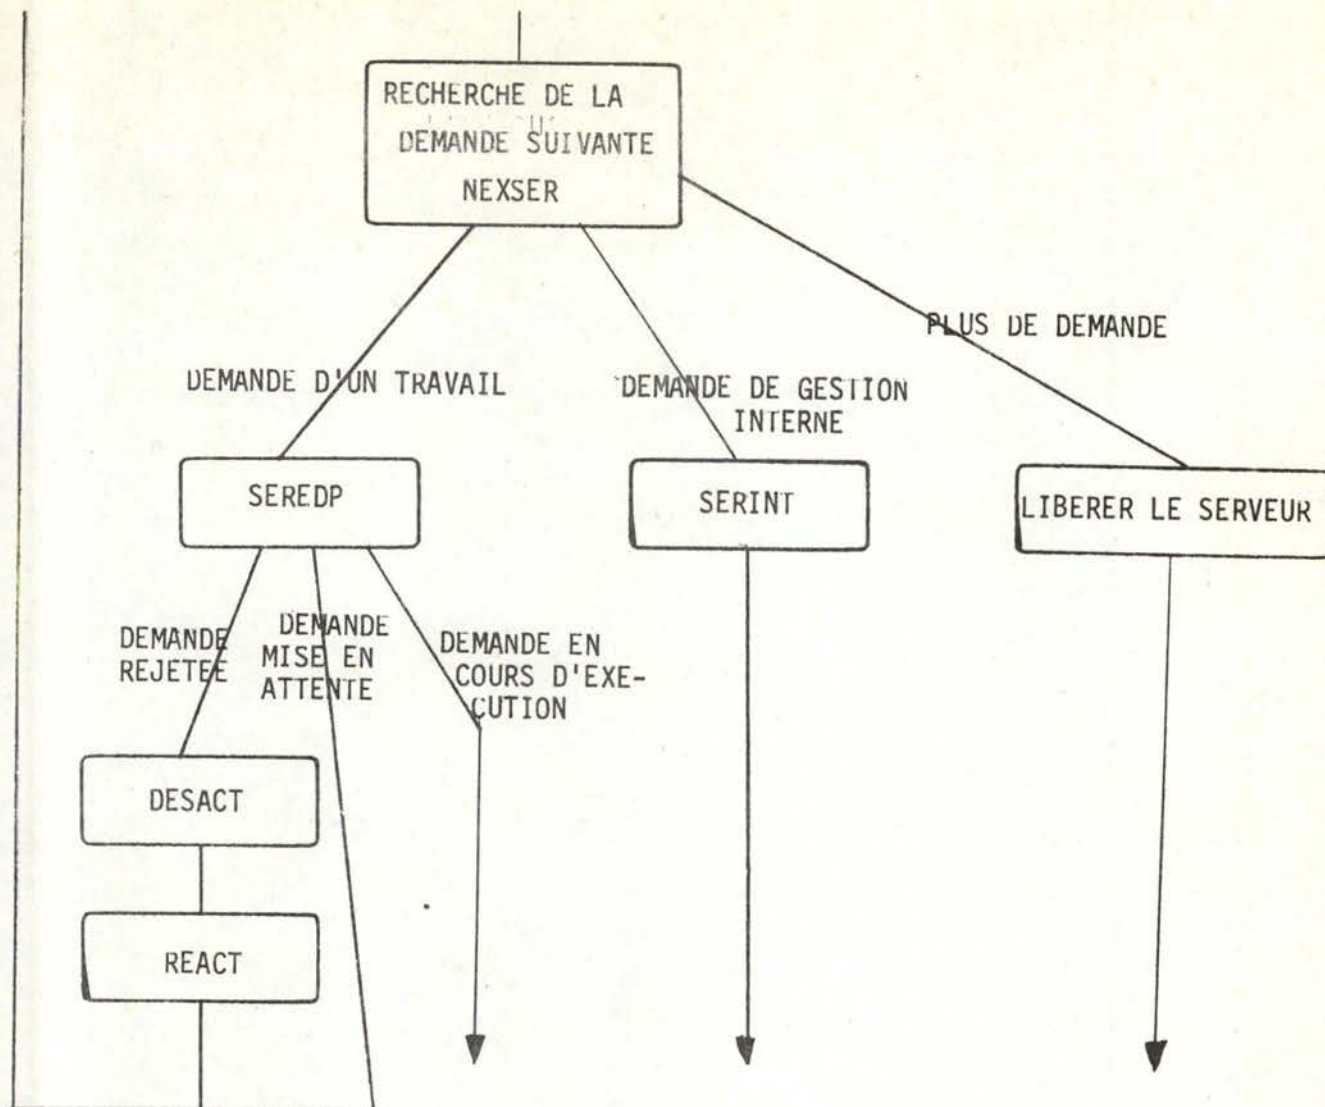 RECHERCHE DE LA
DEMANDE SUIVANTE
NEXSER
PLUS DE DEMANDE
DEMANDE D'UN TRAVAIL
DEMANDE DE GESTION
INTERNE
SEREDP
SERINT
LIBERER LE SERVEUR
DEMANDE
REJETEE
DEMANDE
MISE EN
ATTENTE
DEMANDE EN
COURS D'EXE-
CUTION
DESACT
REACT